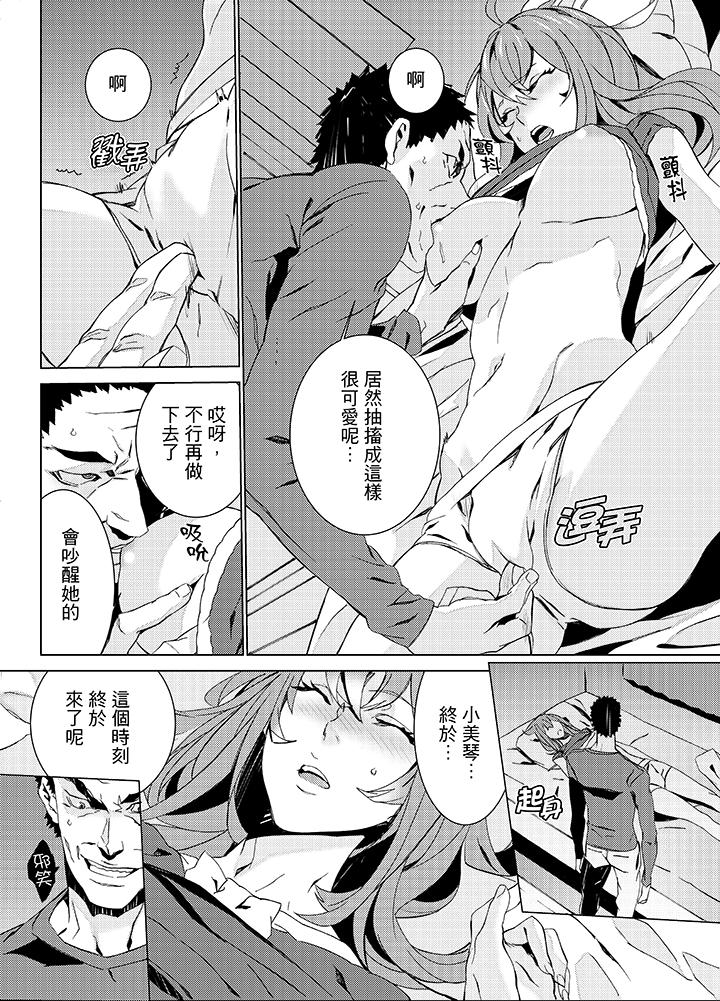 啊
顫抖
顫抖
居然抽搐成這樣
很可愛呢…
逗弄
啊
戳弄
哎呀，
不行再做
下去了
吸吮
會吵醒她的
起身
小美琴…
終於…
這個時刻
終於
來了呢
邪笑